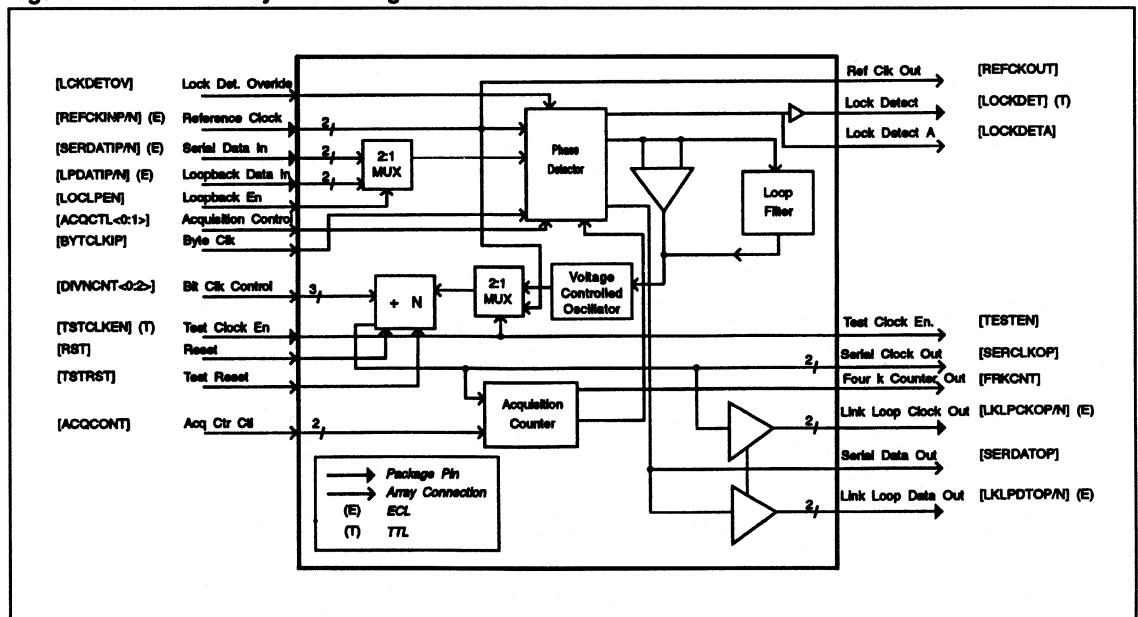 [LCKDETOV] Lock Det. Override
[REFCKINP/N] (E) Reference Clock 2
[SERDATIP/N] (E) Serial Data In 2
[LPDATIP/N] (E) Loopback Data In 2
[LOCLPEN] Loopback En
[ACQCTL<0:1>] Acquisition Control
[BYTCLKIP] Byte Clk
[DIVNCNT<0:2>] Bit Clk Control 3
[TSTCLKEN] (T) Test Clock En
[RST] Reset
[TSTRST] Test Reset
[ACQCONT] Acq Ctr Ctl 2
2:1
MUX
Phase
Detector
Loop
Filter
÷ N
2:1
MUX
Voltage
Controlled
Oscillator
Acquisition
Counter
Package Pin
Array Connection
(E) ECL
(T) TTL
Ref Clk Out [REFCKOUT]
Lock Detect [LOCKDET] (T)
Lock Detect A [LOCKDETA]
Test Clock En. [TESTEN]
2 Serial Clock Out [SERCLKOP]
Four k Counter Out [FRKCNT]
2 Link Loop Clock Out [LKLPCKOP/N] (E)
Serial Data Out [SERDATOP]
2 Link Loop Data Out [LKLPDTOP/N] (E)